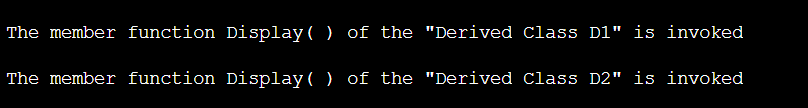 The member function Display( ) of the "Derived Class D1" is invoked
The member function Display( ) of the "Derived Class D2" is invoked